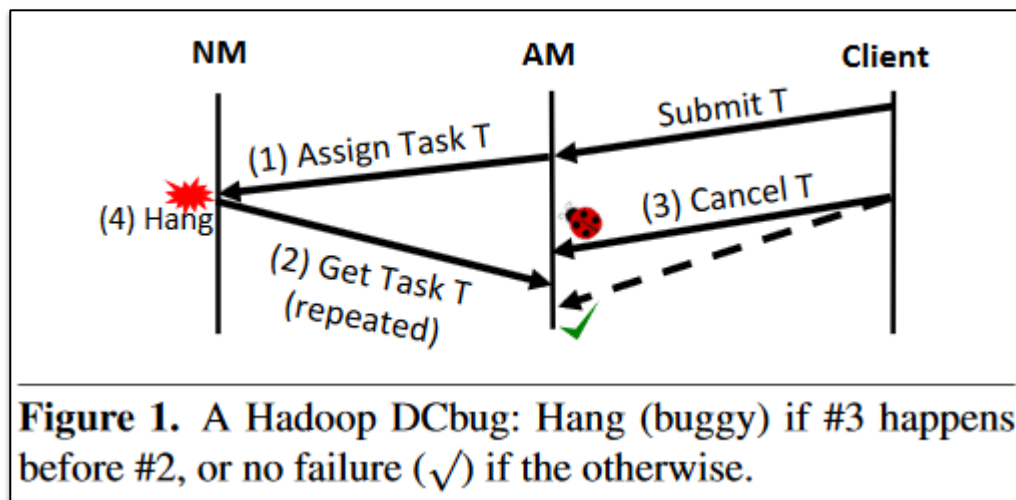 NM AM Client
Submit T
(1) Assign Task T
(3) Cancel T
(4) Hang
(2) Get Task T
(repeated)
Figure 1. A Hadoop DCbug: Hang (buggy) if #3 happens
before #2, or no failure (√) if the otherwise.